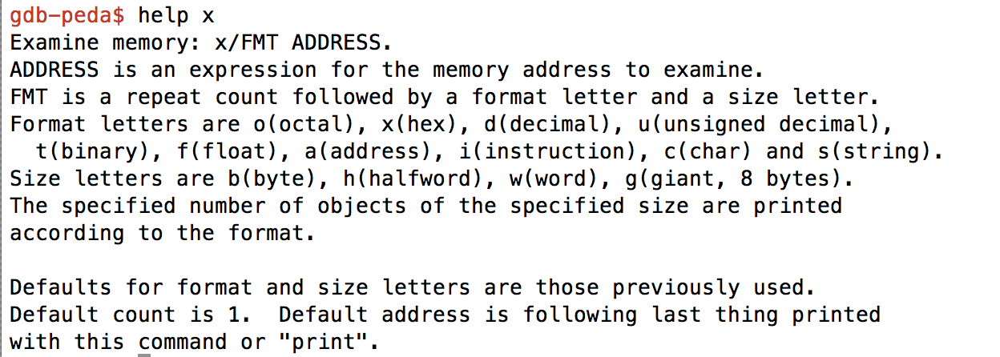 gdb-peda$ help x
Examine memory: x/FMT ADDRESS.
ADDRESS is an expression for the memory address to examine.
FMT is a repeat count followed by a format letter and a size letter.
Format letters are o(octal), x(hex), d(decimal), u(unsigned decimal),
  t(binary), f(float), a(address), i(instruction), c(char) and s(string).
Size letters are b(byte), h(halfword), w(word), g(giant, 8 bytes).
The specified number of objects of the specified size are printed
according to the format.

Defaults for format and size letters are those previously used.
Default count is 1.  Default address is following last thing printed
with this command or "print".